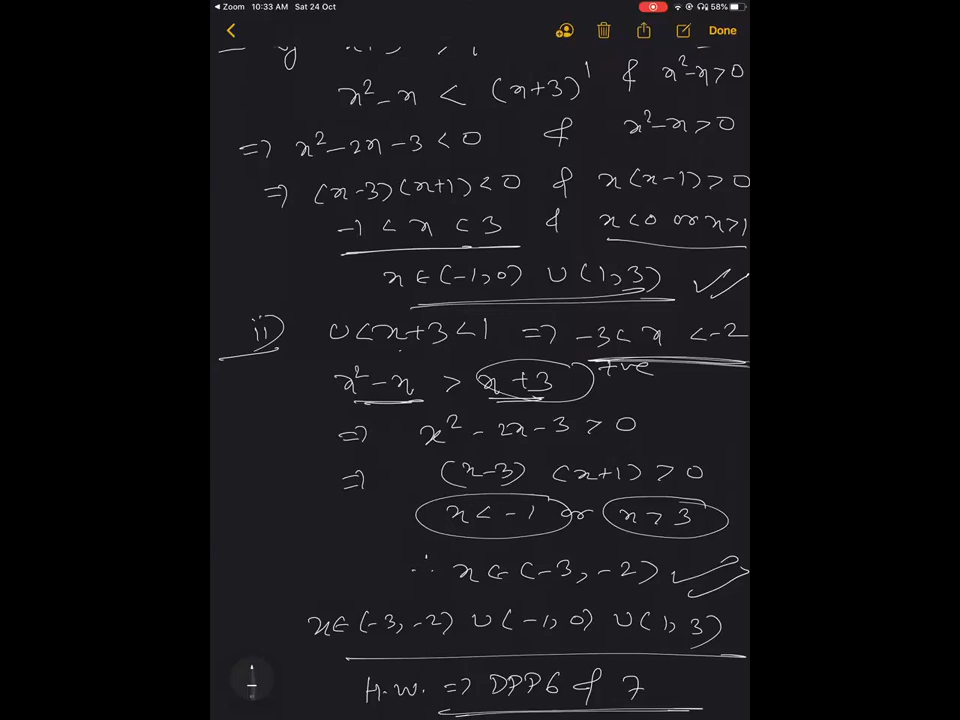 Zoom 10:33 AM Sat 24 Oct 58%
Done
x² - x < (x+3)¹ & x² - x > 0
=> x² - 2x - 3 < 0 & x² - x > 0
=> (x-3)(x+1) < 0 & x(x-1) > 0
-1 < x < 3 & x < 0 or x > 1
x ∈ (-1, 0) ∪ (1, 3)
ii) 0 < x + 3 < 1 => -3 < x < -2
x² - x > x + 3 +ve
=> x² - 2x - 3 > 0
=> (x-3) (x+1) > 0
x < -1 or x > 3
∴ x ∈ (-3, -2)
x ∈ (-3, -2) ∪ (-1, 0) ∪ (1, 3)
H.W. => DPP 6 & 7